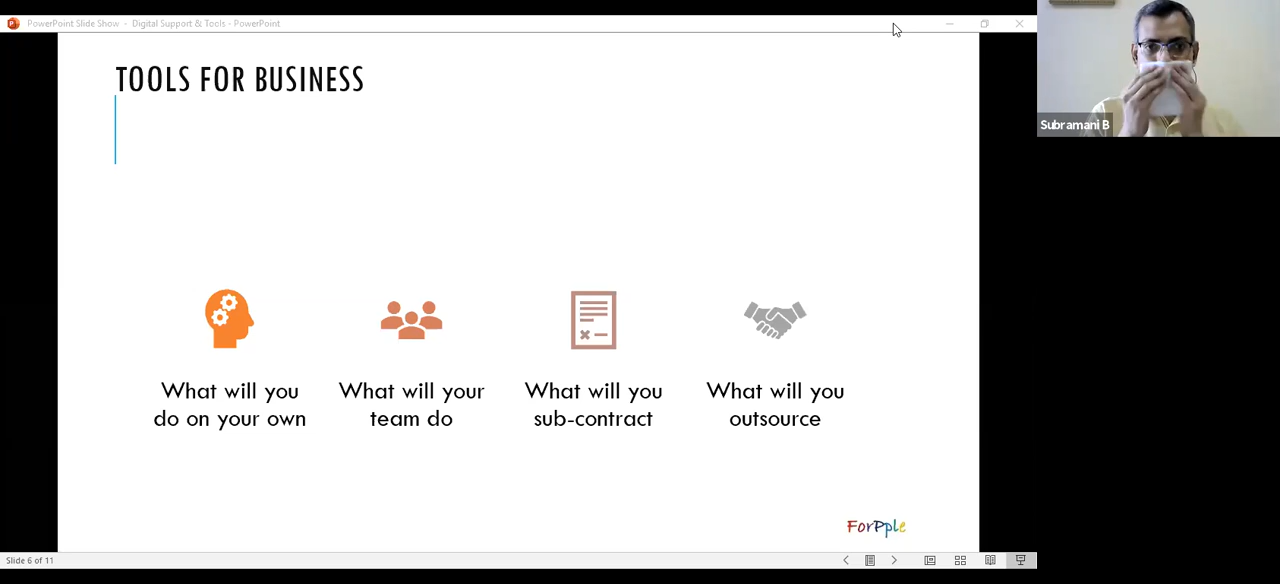 PowerPoint Slide Show - Digital Support & Tools - PowerPoint
TOOLS FOR BUSINESS
What will you
do on your own
What will your
team do
What will you
sub-contract
What will you
outsource
ForPple
Slide 6 of 11
Subramani B